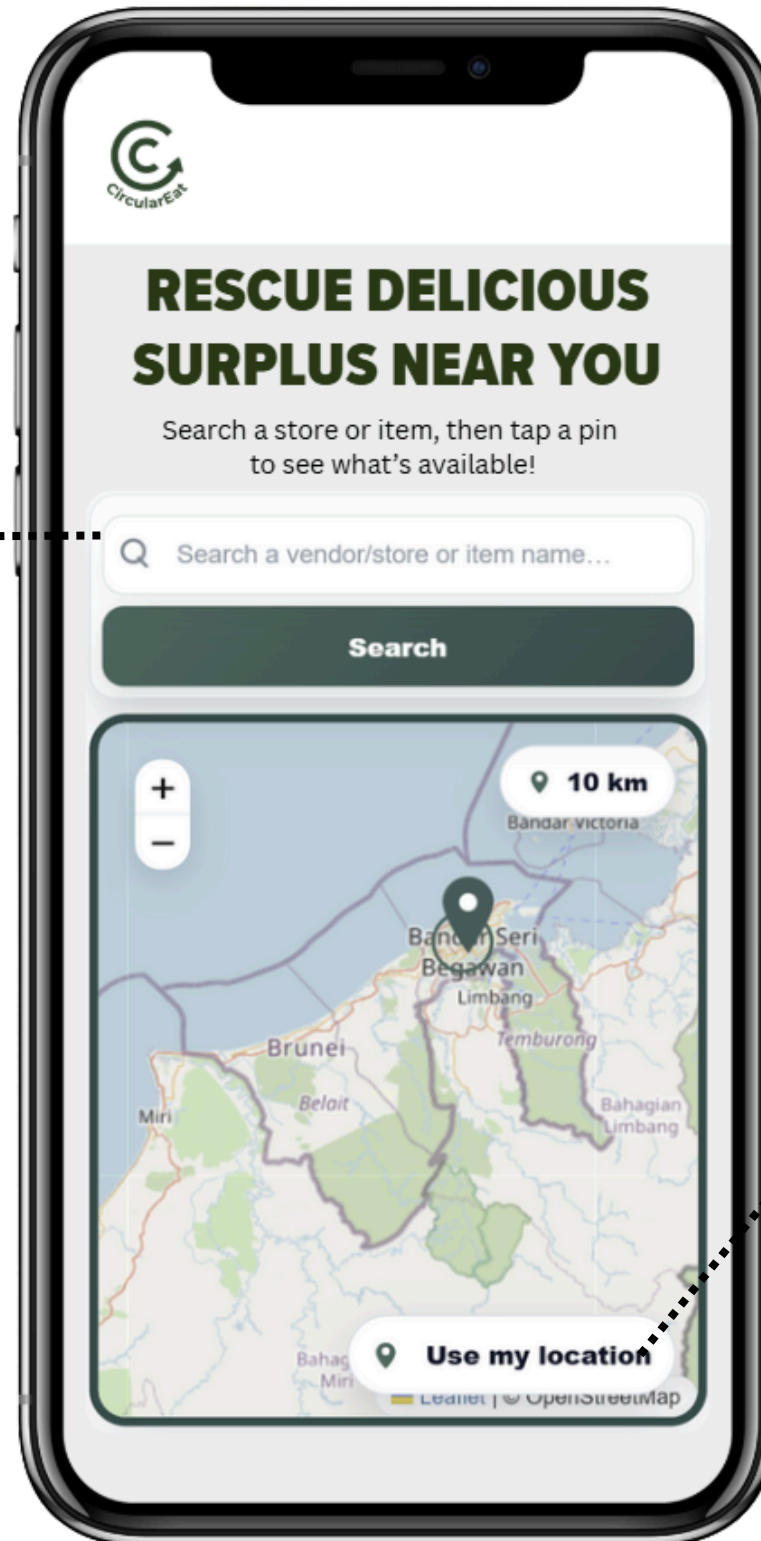 CircularEat
RESCUE DELICIOUS
SURPLUS NEAR YOU
Search a store or item, then tap a pin
to see what's available!
Search a vendor/store or item name...
Search
+
10 km
−
Bandar Victoria
Bandar Seri
Begawan
Limbang
Brunei
Temburong
Belait
Miri
Bahagian
Limbang
Use my location
Bahag
Miri
Leaflet | © OpenStreetMap